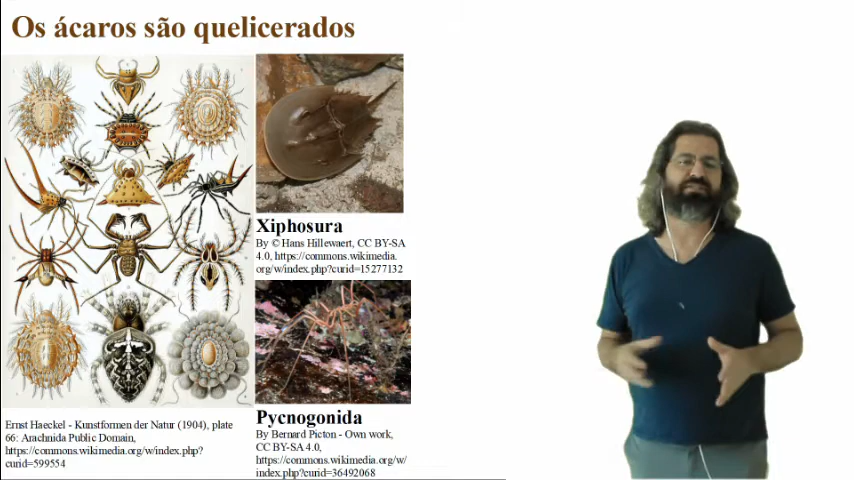 Os ácaros são quelicerados
Xiphosura
By © Hans Hillewaert, CC BY-SA
4.0, https://commons.wikimedia.
org/w/index.php?curid=15277132
Pycnogonida
By Bernard Picton - Own work,
CC BY-SA 4.0,
https://commons.wikimedia.org/w/
index.php?curid=36492068
Ernst Haeckel - Kunstformen der Natur (1904), plate
66: Arachnida Public Domain,
https://commons.wikimedia.org/w/index.php?
curid=599554